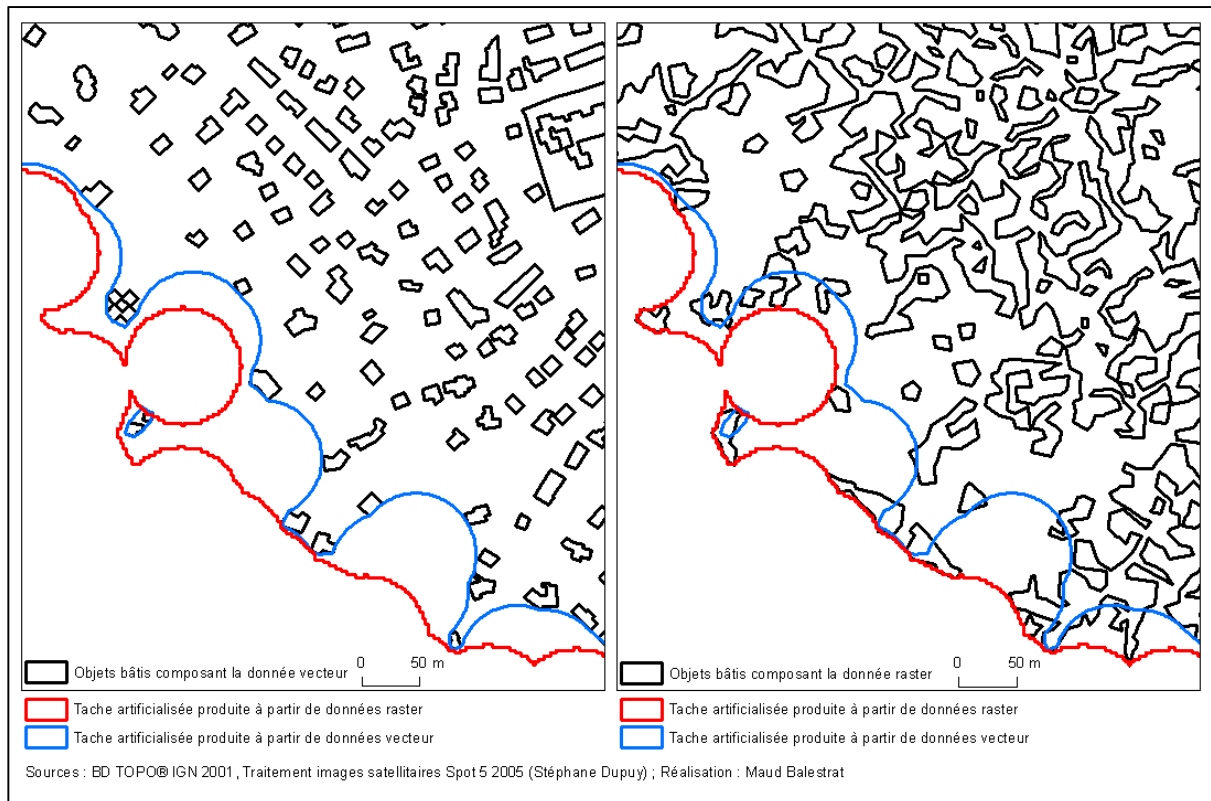 Objets bâtis composant la donnée vecteur
0 50 m
Objets bâtis composant la donnée raster
0 50 m
Tache artificialisée produite à partir de données raster
Tache artificialisée produite à partir de données raster
Tache artificialisée produite à partir de données vecteur
Tache artificialisée produite à partir de données vecteur
Sources : BD TOPO® IGN 2001, Traitement images satellitaires Spot 5 2005 (Stéphane Dupuy) ; Réalisation : Maud Balestrat